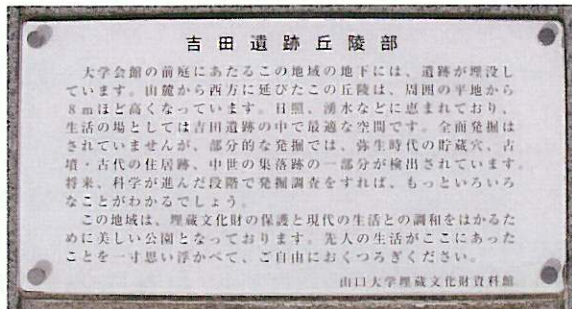 吉田遺跡丘陵部
大学会館の前庭にあたるこの地域の地下には、遺跡が埋没し
ています。山麓から西方に延びたこの丘陵は、周囲の平地から
8mほど高くなっています。日照、湧水などに恵まれており、
生活の場としては吉田遺跡の中で最適な空間です。全面発掘は
されていませんが、部分的な発掘では、弥生時代の貯蔵穴、古
墳・古代の住居跡、中世の集落跡の一部分が検出されています。
将来、科学が進んだ段階で発掘調査をすれば、もっといろいろ
なことがわかるでしょう。
この地域は、埋蔵文化財の保護と現代の生活との調和をはかるた
めに美しい公園となっております。先人の生活がここにあった
ことを一寸思い浮かべて、ご自由におくつろぎください。
山口大学埋蔵文化財資料館